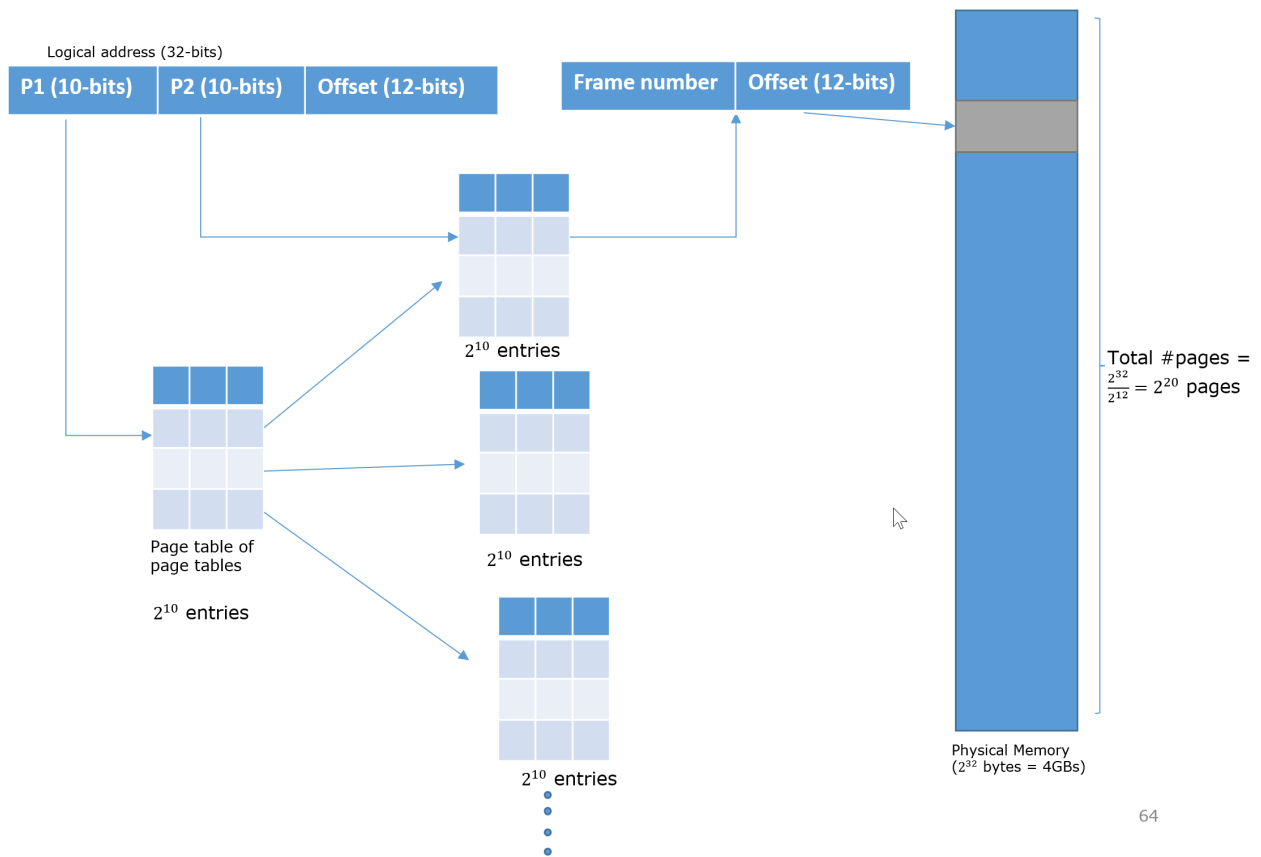 Logical address (32-bits)
P1 (10-bits) P2 (10-bits) Offset (12-bits)
Frame number Offset (12-bits)
2¹⁰ entries
Total #pages =
2³²/2¹² = 2²⁰ pages
Page table of
page tables
2¹⁰ entries
2¹⁰ entries
2¹⁰ entries
Physical Memory
(2³² bytes = 4GBs)
64